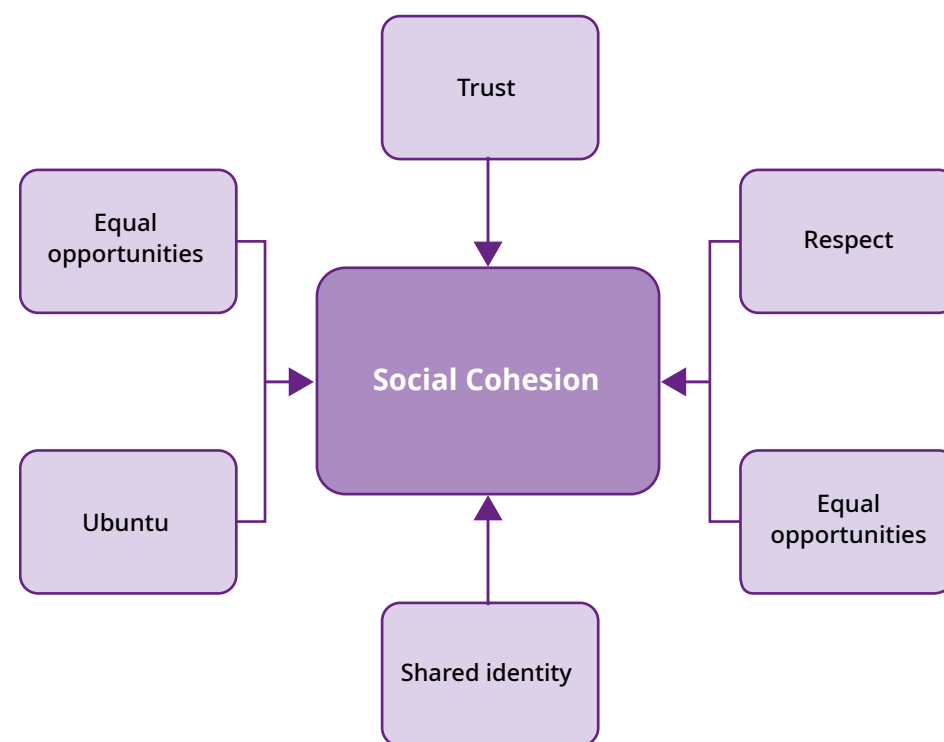 Trust
Equal
opportunities
Respect
Social Cohesion
Ubuntu
Equal
opportunities
Shared identity